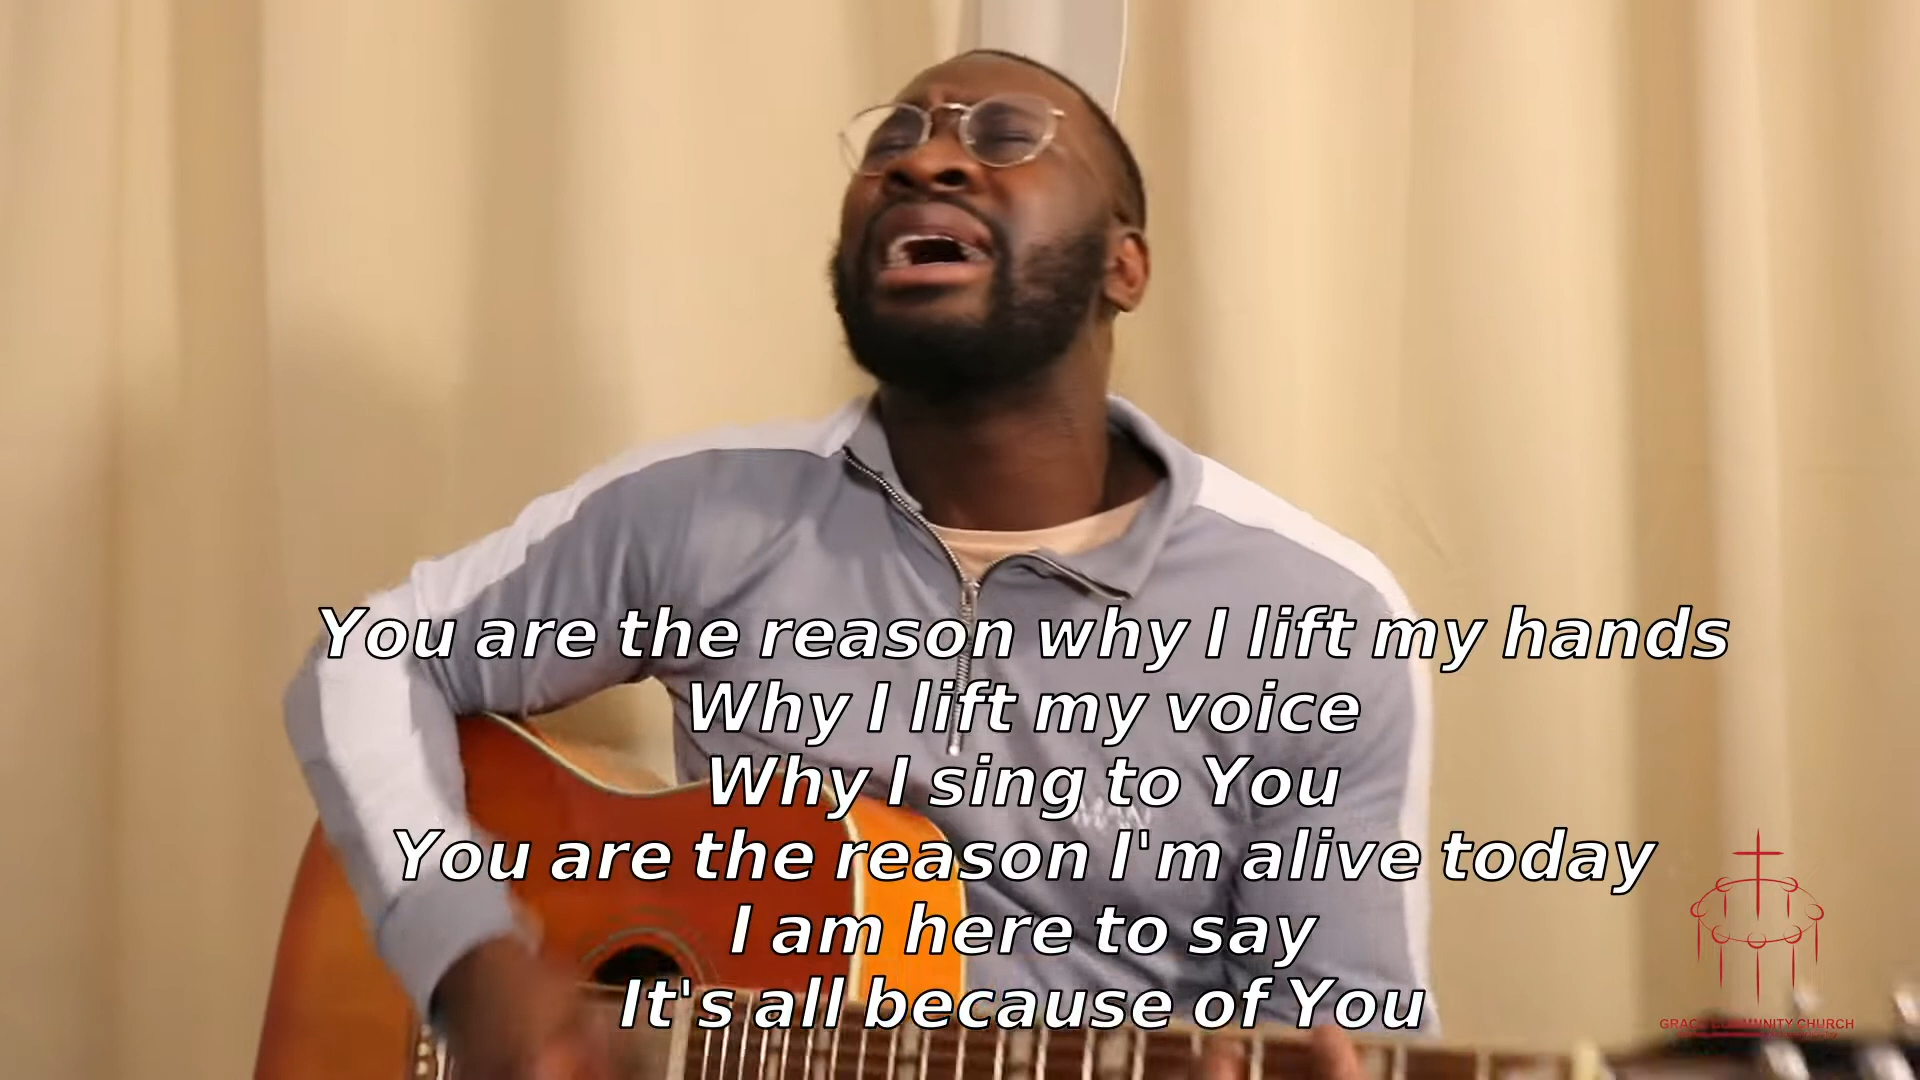 You are the reason why I lift my hands
Why I lift my voice
Why I sing to You
You are the reason I'm alive today
I am here to say
It's all because of You
CHURCH